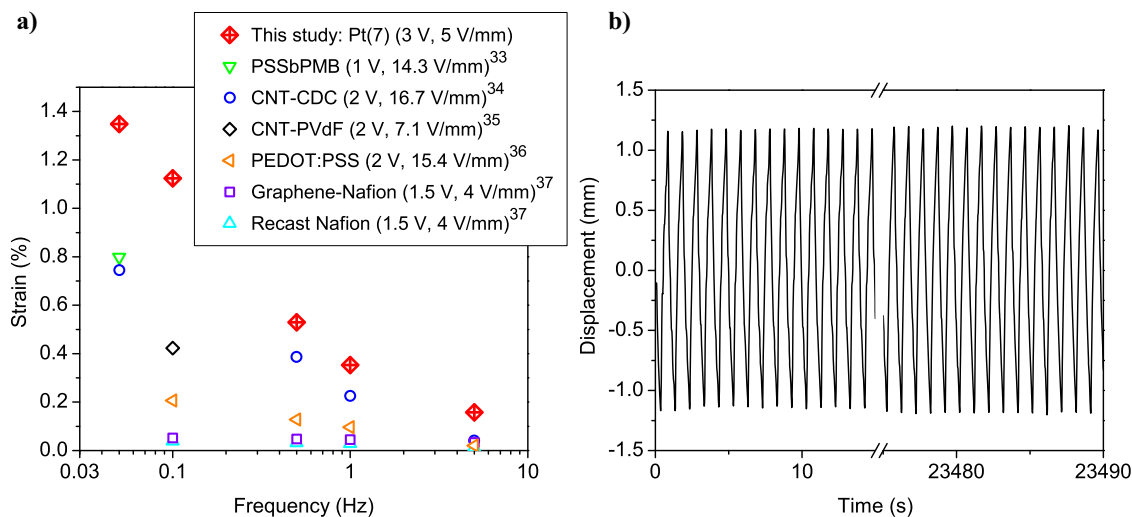 a)
This study: Pt(7) (3 V, 5 V/mm)
PSSbPMB (1 V, 14.3 V/mm)33
CNT-CDC (2 V, 16.7 V/mm)34
CNT-PVdF (2 V, 7.1 V/mm)35
PEDOT:PSS (2 V, 15.4 V/mm)36
Graphene-Nafion (1.5 V, 4 V/mm)37
Recast Nafion (1.5 V, 4 V/mm)37
Strain (%)
1.4
1.2
1.0
0.8
0.6
0.4
0.2
0.0
0.03 0.1 1 10
Frequency (Hz)
b)
Displacement (mm)
1.5
1.0
0.5
0.0
-0.5
-1.0
-1.5
0 10 23480 23490
Time (s)